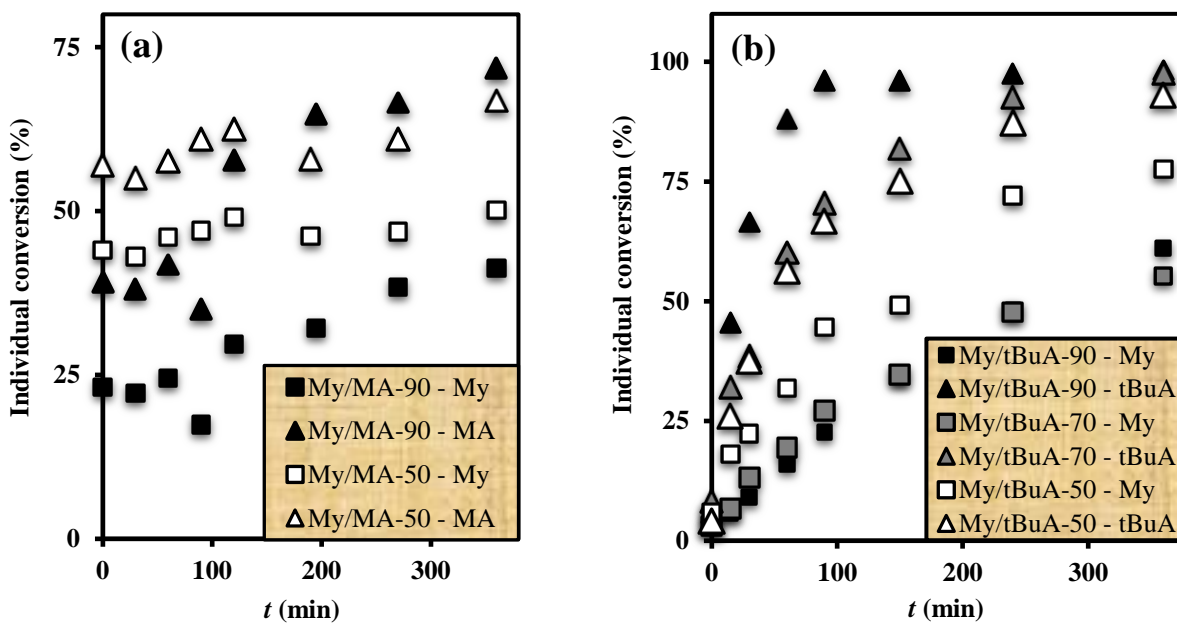 (a)
Individual conversion (%)
75
50
25
0
My/MA-90 - My
My/MA-90 - MA
My/MA-50 - My
My/MA-50 - MA
0 100 200 300
t (min)
(b)
Individual conversion (%)
100
75
50
25
0
My/tBuA-90 - My
My/tBuA-90 - tBuA
My/tBuA-70 - My
My/tBuA-70 - tBuA
My/tBuA-50 - My
My/tBuA-50 - tBuA
0 100 200 300
t (min)